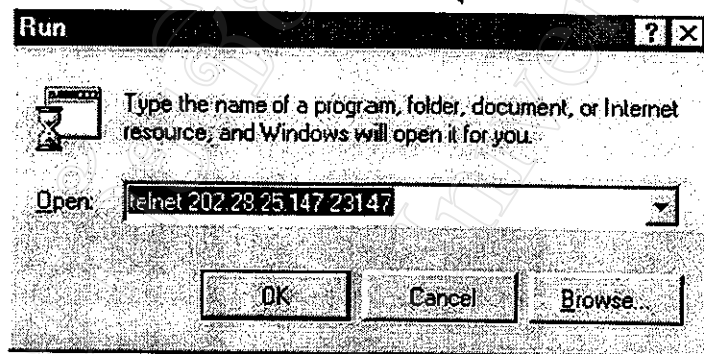 Run
Type the name of a program, folder, document, or Internet
resource, and Windows will open it for you.
Open:
telnet 202.28.25.147 23147
OK
Cancel
Browse...